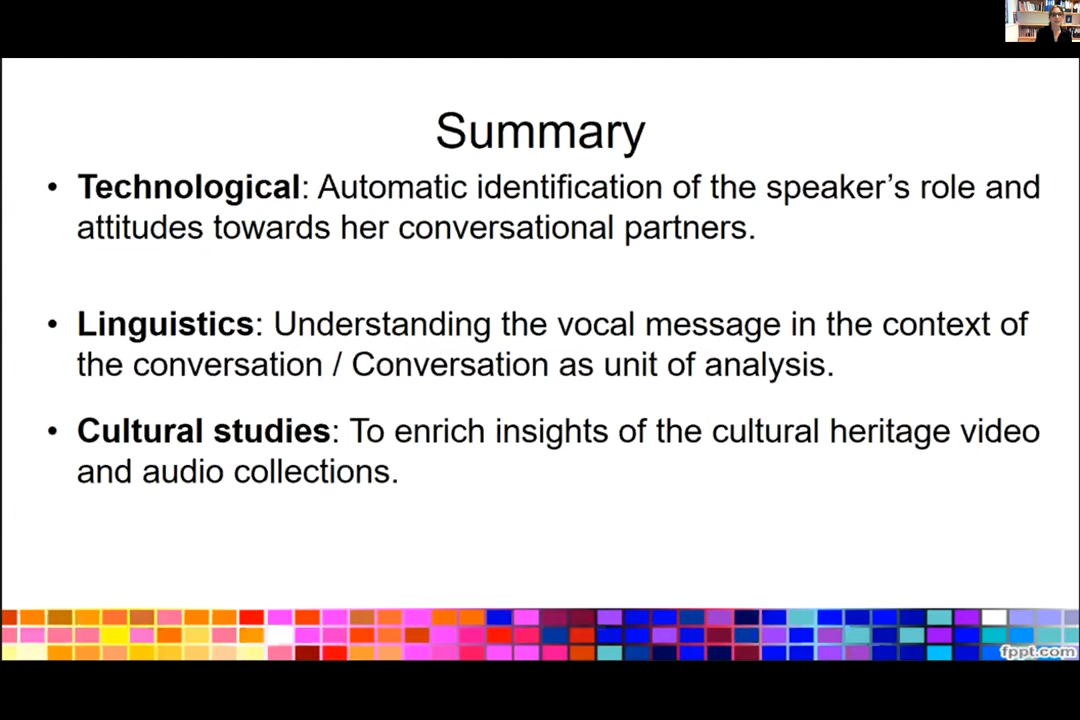 Summary
• Technological: Automatic identification of the speaker’s role and
attitudes towards her conversational partners.
• Linguistics: Understanding the vocal message in the context of
the conversation / Conversation as unit of analysis.
• Cultural studies: To enrich insights of the cultural heritage video
and audio collections.
fppt.com